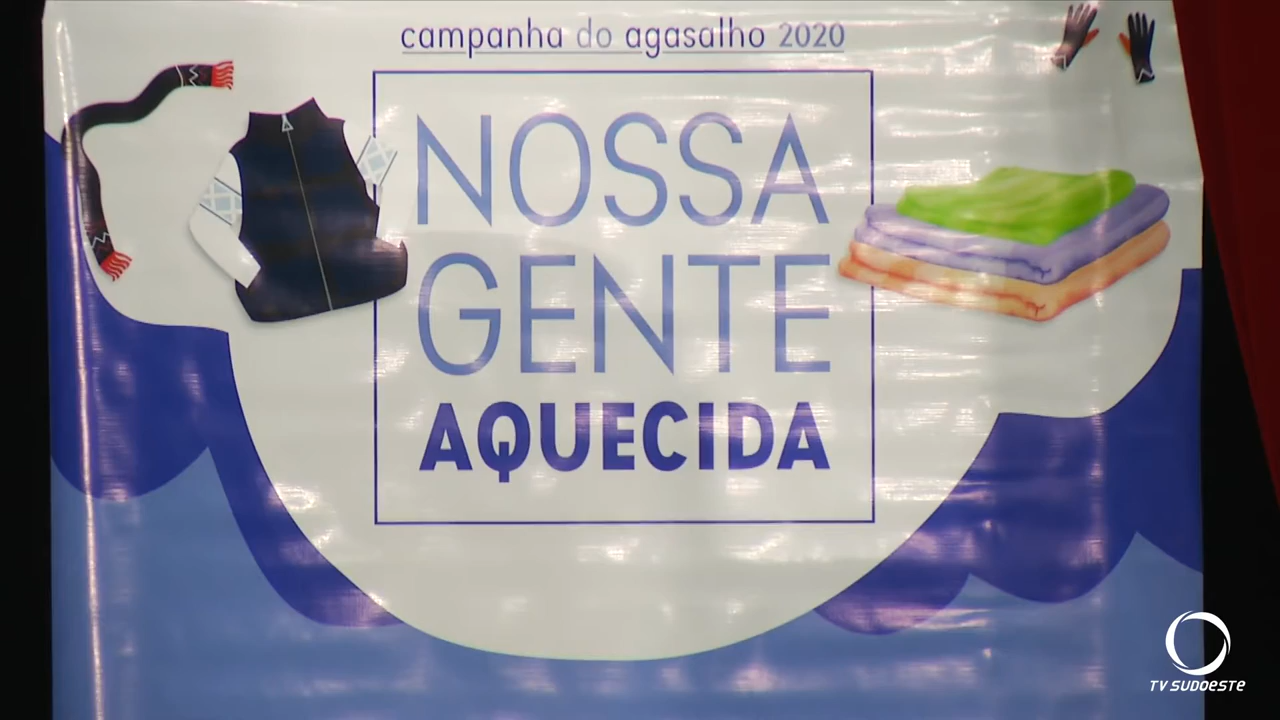 campanha do agasalho 2020
NOSSA
GENTE
AQUECIDA
TV SUDOESTE